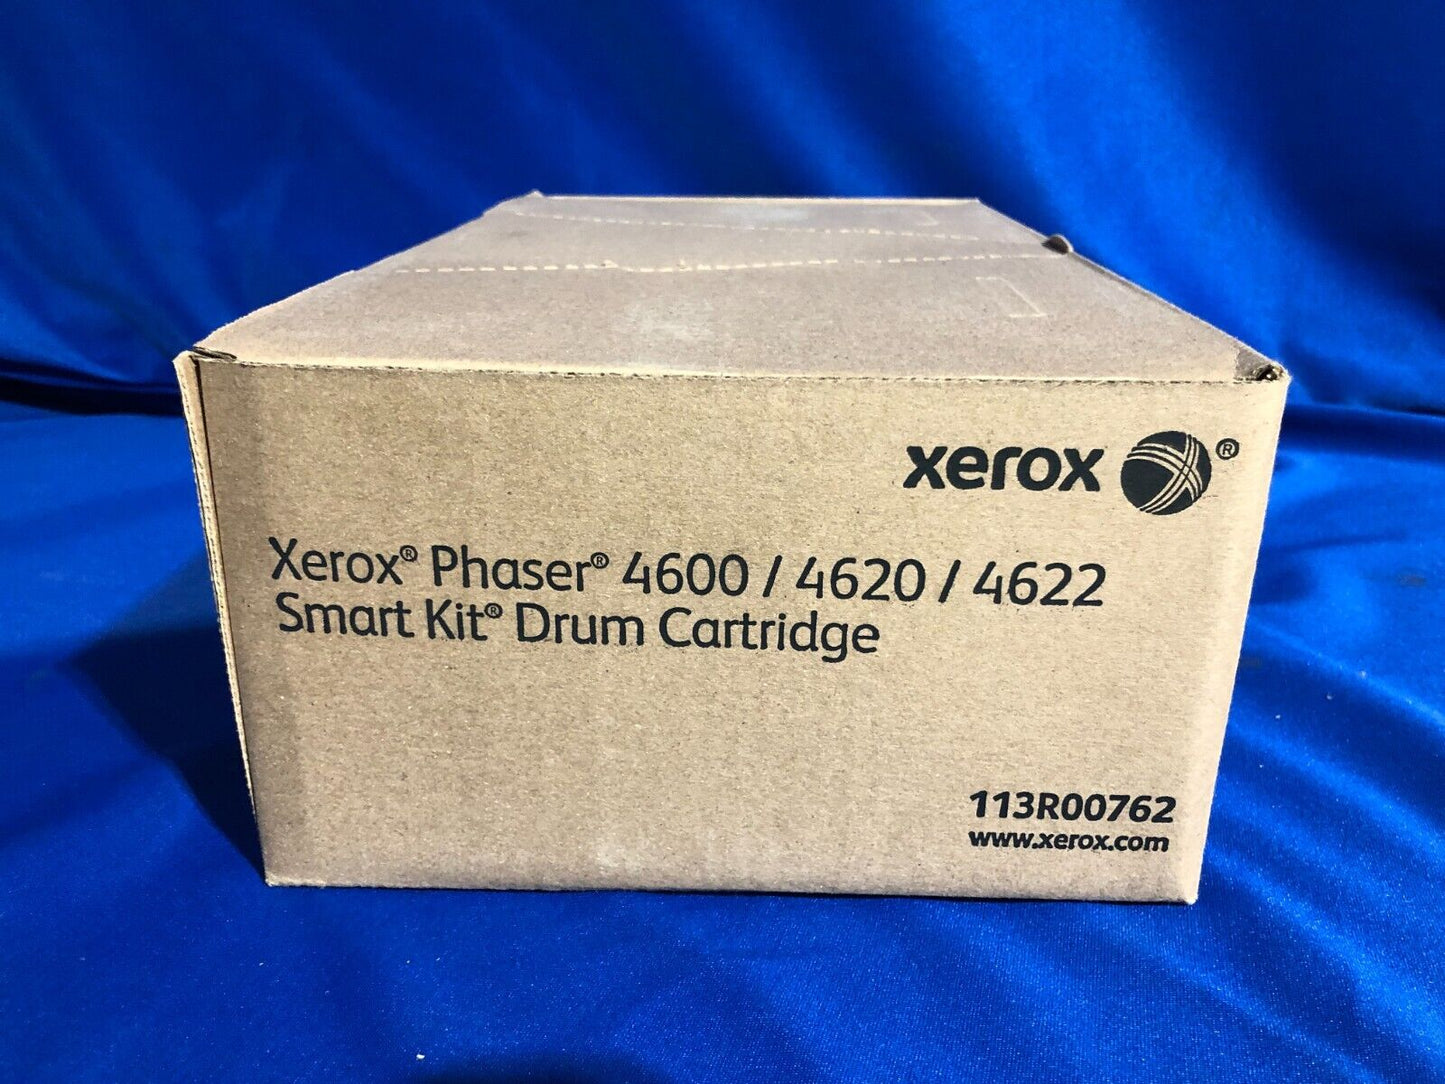 xerox ®
Xerox® Phaser® 4600 / 4620 / 4622
Smart Kit® Drum Cartridge
113R00762
www.xerox.com